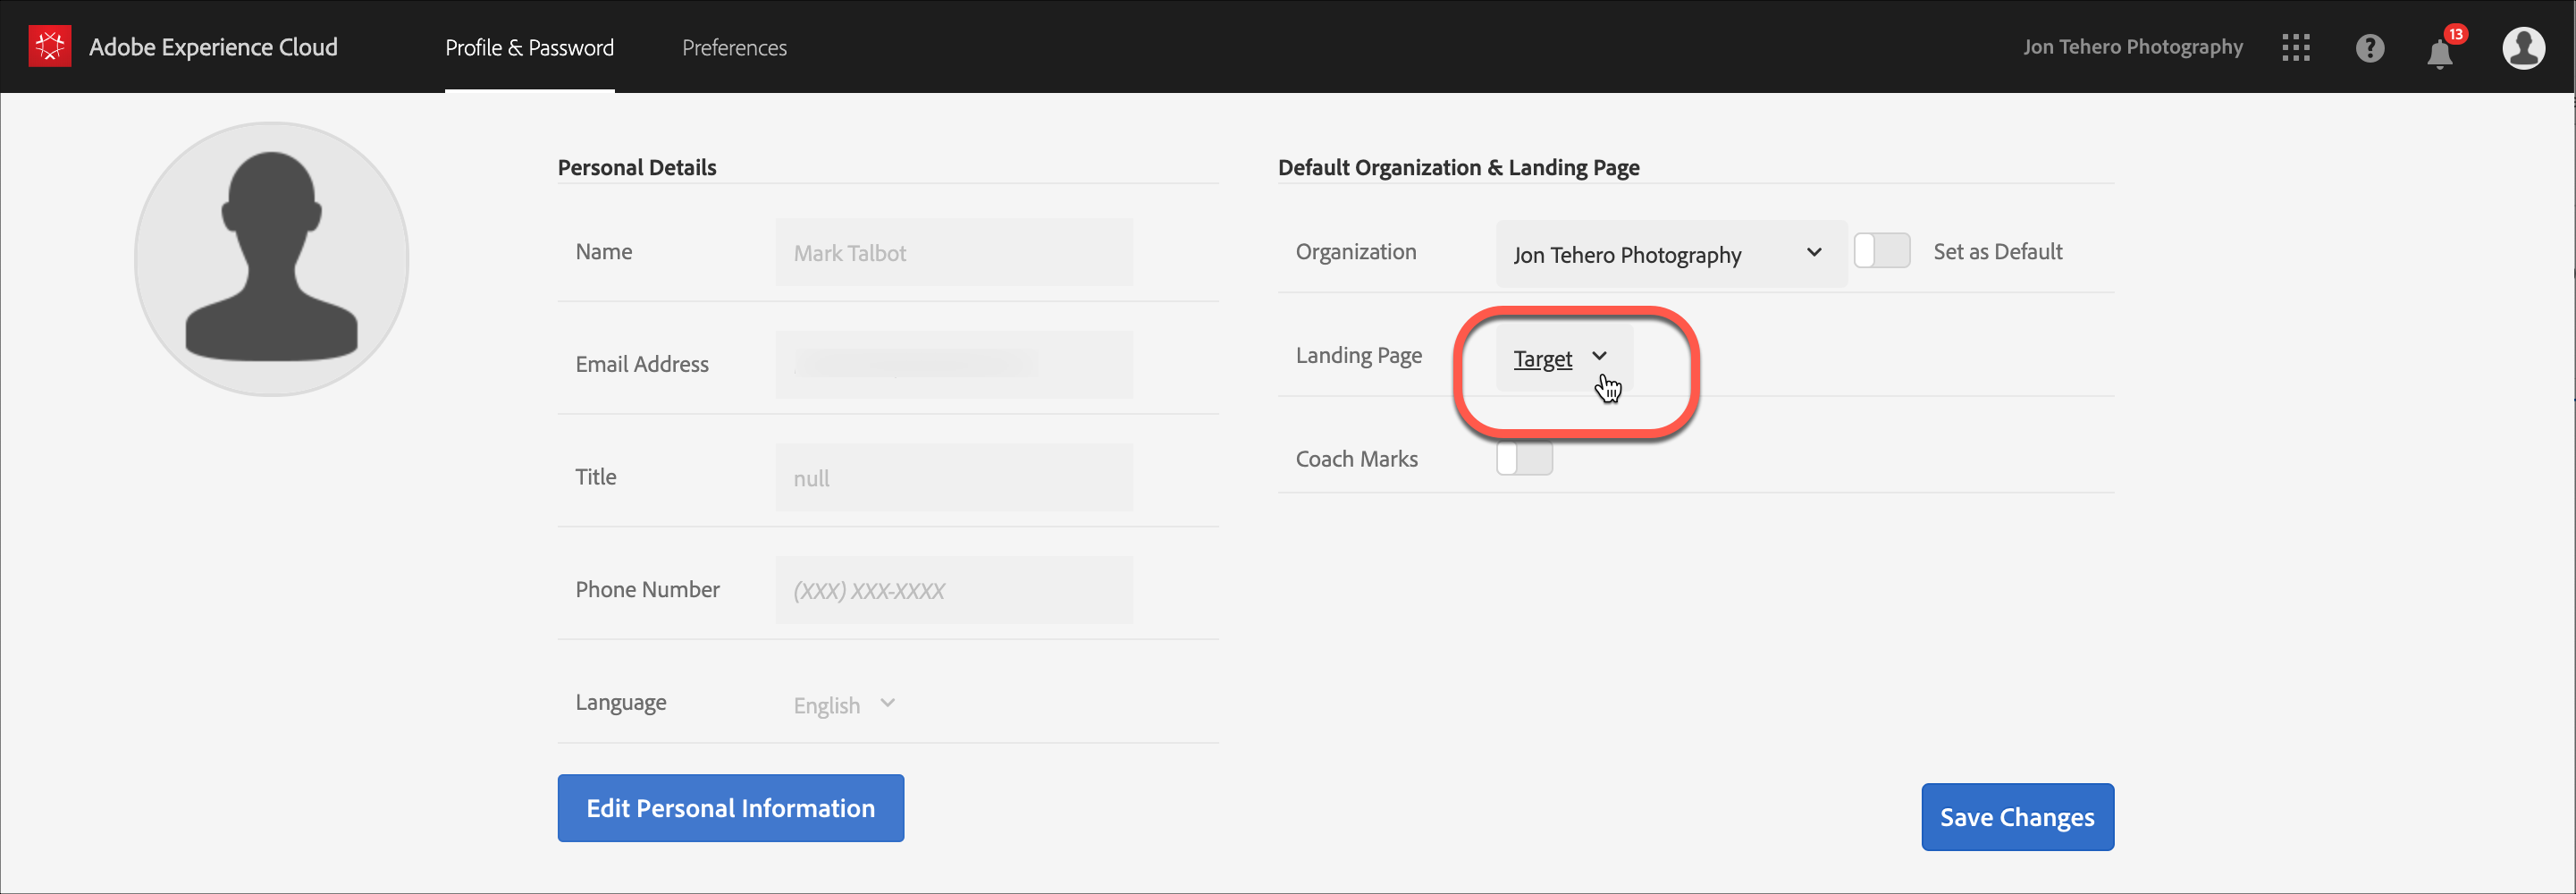 Adobe Experience Cloud
Profile & Password
Preferences
Jon Tehero Photography
?
13
Personal Details
Name
Mark Talbot
Email Address
Title
null
Phone Number
(XXX) XXX-XXXX
Language
English
Edit Personal Information
Default Organization & Landing Page
Organization
Jon Tehero Photography
Set as Default
Landing Page
Target
Coach Marks
Save Changes